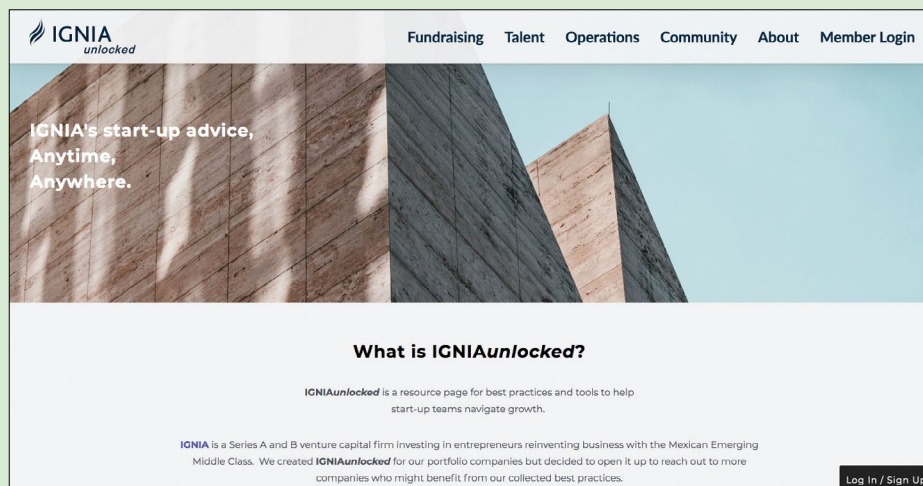 IGNIA
unlocked
Fundraising Talent Operations Community About Member Login
IGNIA's start-up advice,
Anytime,
Anywhere.
What is IGNIAunlocked?
IGNIAunlocked is a resource page for best practices and tools to help
start-up teams navigate growth.
IGNIA is a Series A and B venture capital firm investing in entrepreneurs reinventing business with the Mexican Emerging
Middle Class. We created IGNIAunlocked for our portfolio companies but decided to open it up to reach out to more
companies who might benefit from our collected best practices.
Log In / Sign Up